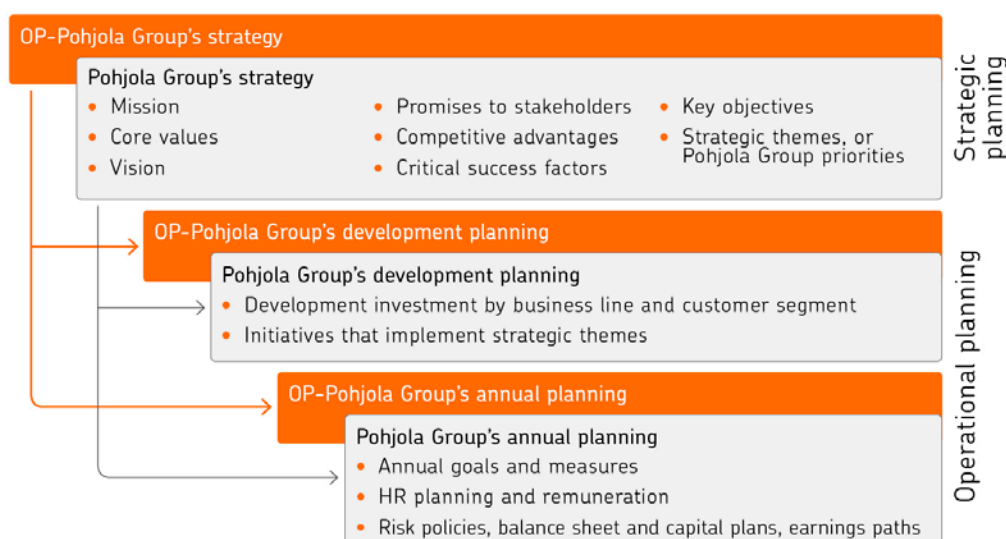 OP-Pohjola Group's strategy
Pohjola Group's strategy
• Mission
• Core values
• Vision
• Promises to stakeholders
• Competitive advantages
• Critical success factors
• Key objectives
• Strategic themes, or
Pohjola Group priorities
Strategic
planning
OP-Pohjola Group's development planning
Pohjola Group's development planning
• Development investment by business line and customer segment
• Initiatives that implement strategic themes
OP-Pohjola Group's annual planning
Pohjola Group's annual planning
• Annual goals and measures
• HR planning and remuneration
• Risk policies, balance sheet and capital plans, earnings paths
Operational planning